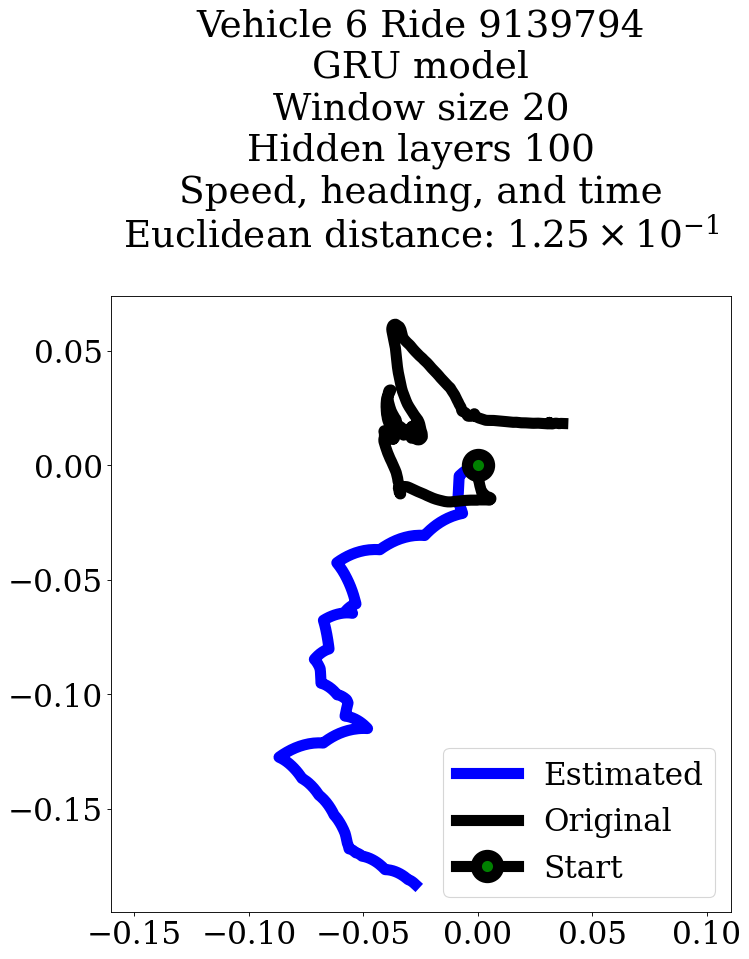 Vehicle 6 Ride 9139794
GRU model
Window size 20
Hidden layers 100
Speed, heading, and time
Euclidean distance: 1.25 × 10⁻¹
0.05
0.00
−0.05
−0.10
−0.15
Estimated
Original
Start
−0.15 −0.10 −0.05 0.00 0.05 0.10